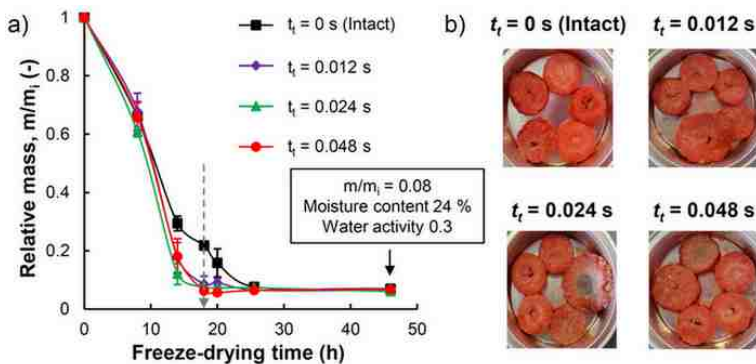 a)
Relative mass, m/mᵢ (-)
1
0.8
0.6
0.4
0.2
0
0
10
20
30
40
50
Freeze-drying time (h)
tₜ = 0 s (Intact)
tₜ = 0.012 s
tₜ = 0.024 s
tₜ = 0.048 s
m/mᵢ = 0.08
Moisture content 24 %
Water activity 0.3
b)
tₜ = 0 s (Intact)
tₜ = 0.012 s
tₜ = 0.024 s
tₜ = 0.048 s